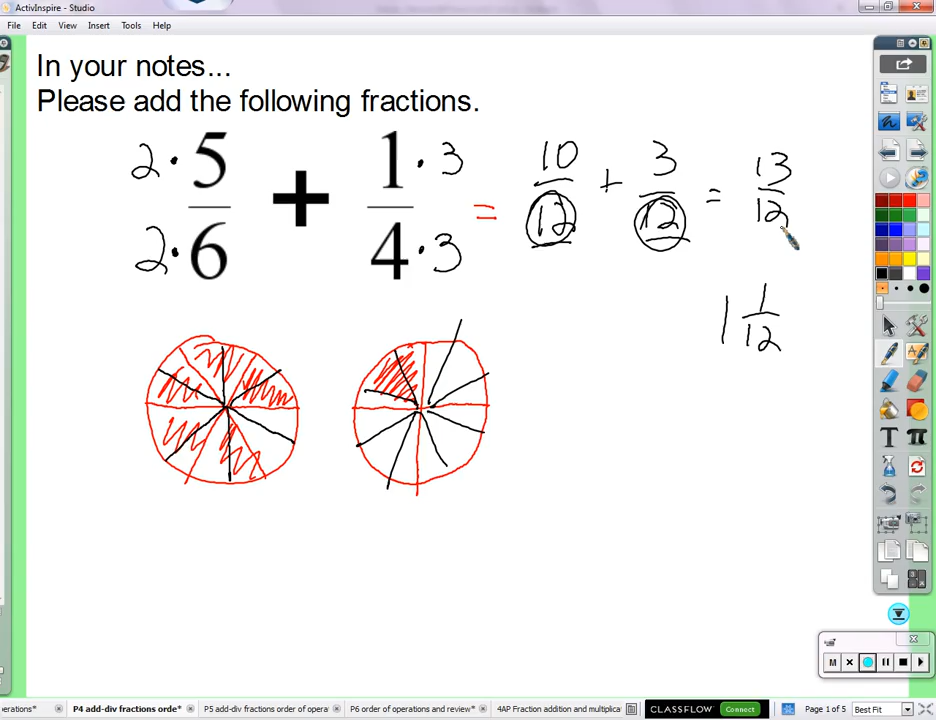 ActivInspire - Studio
File Edit View Insert Tools Help
In your notes...
Please add the following fractions.
2 · 5/6 · 2 + 1/4 · 3 · 3 = 10/12 + 3/12 = 13/12
1 1/12
M
T π
erations* P4 add-div fractions orde* P5 add-div fractions order of opera P6 order of operations and review* 4AP Fraction addition and multiplica CLASSFLOW Connect Page 1 of 5 Best Fit